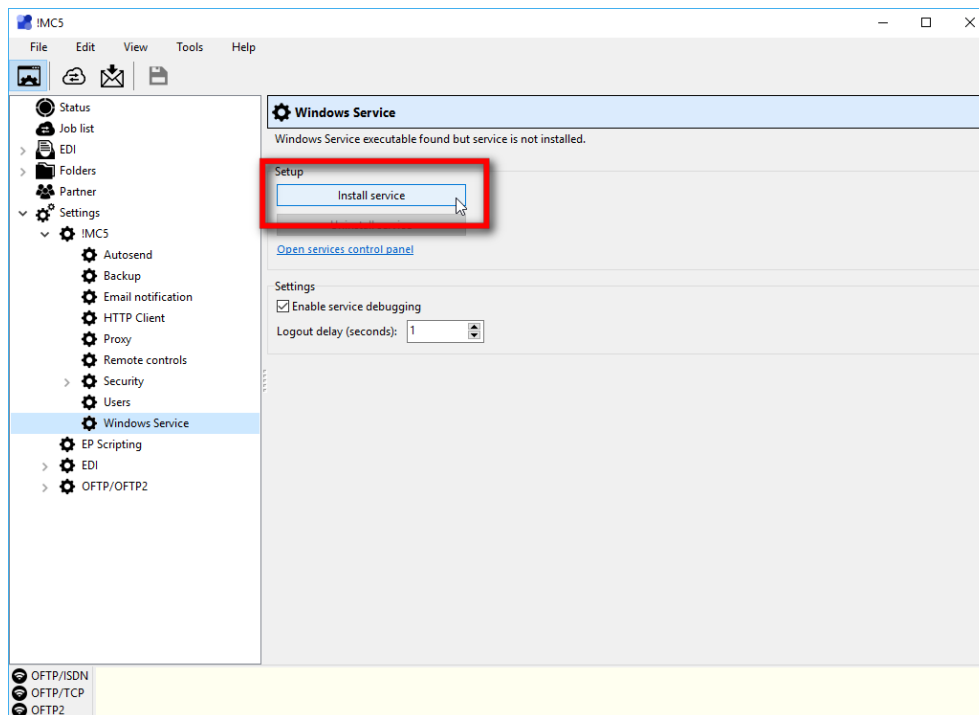 !MC5
File Edit View Tools Help
Status
Job list
EDI
Folders
Partner
Settings
!MC5
Autosend
Backup
Email notification
HTTP Client
Proxy
Remote controls
Security
Users
Windows Service
EP Scripting
EDI
OFTP/OFTP2
Windows Service
Windows Service executable found but service is not installed.
Setup
Install service
Uninstall service
Open services control panel
Settings
Enable service debugging
Logout delay (seconds): 1
OFTP/ISDN
OFTP/TCP
OFTP2